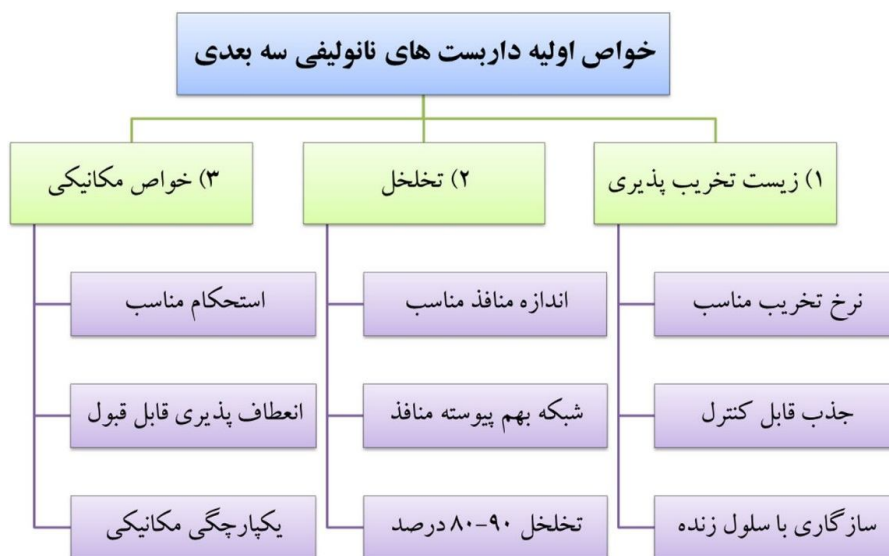 خواص اولیه داربست های نانولیفی سه بعدی
۱) زیست تخریب پذیری
۲) تخلخل
۳) خواص مکانیکی
نرخ تخریب مناسب
اندازه منافذ مناسب
استحکام مناسب
جذب قابل کنترل
شبکه بهم پیوسته منافذ
انعطاف پذیری قابل قبول
سازگاری با سلول زنده
تخلخل ۹۰-۸۰ درصد
یکپارچگی مکانیکی